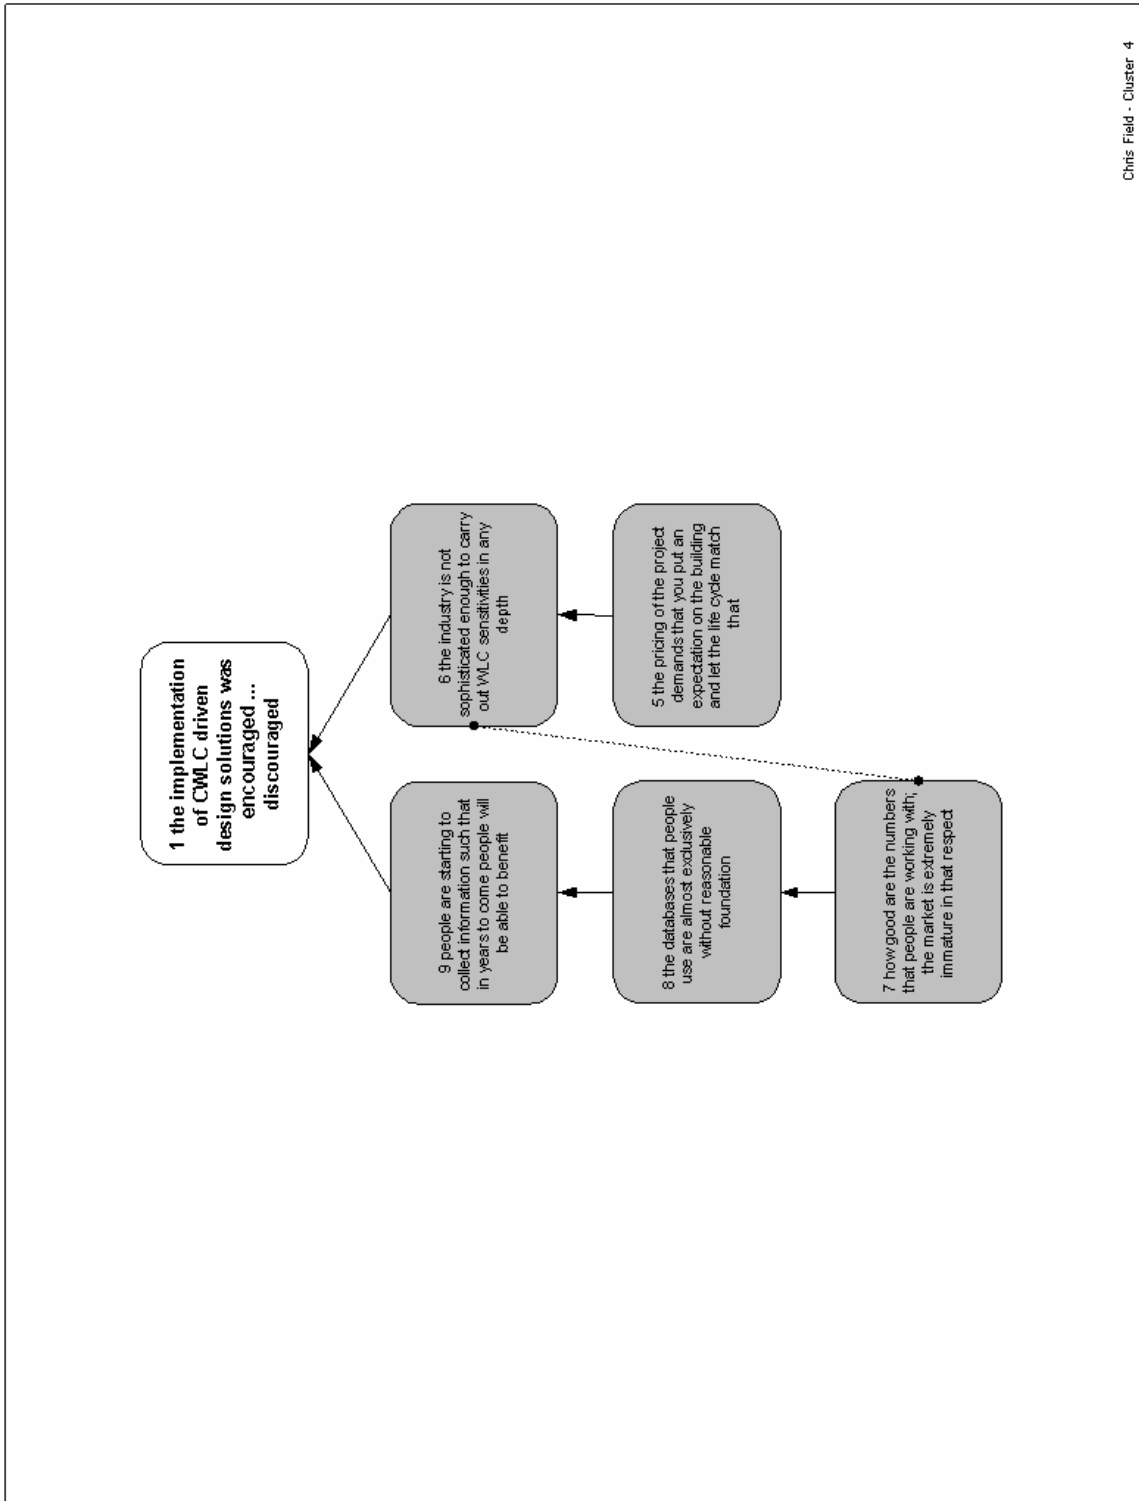 1 the implementation
of CWLC driven
design solutions was
encouraged ...
discouraged
9 people are starting to
collect information such that
in years to come people will
be able to benefit
6 the industry is not
sophisticated enough to carry
out WLC sensitivities in any
depth
8 the databases that people
use are almost exclusively
without reasonable
foundation
5 the pricing of the project
demands that you put an
expectation on the building
and let the life cycle match
that
7 how good are the numbers
that people are working with;
the market is extremely
immature in that respect
Chris Field - Cluster 4